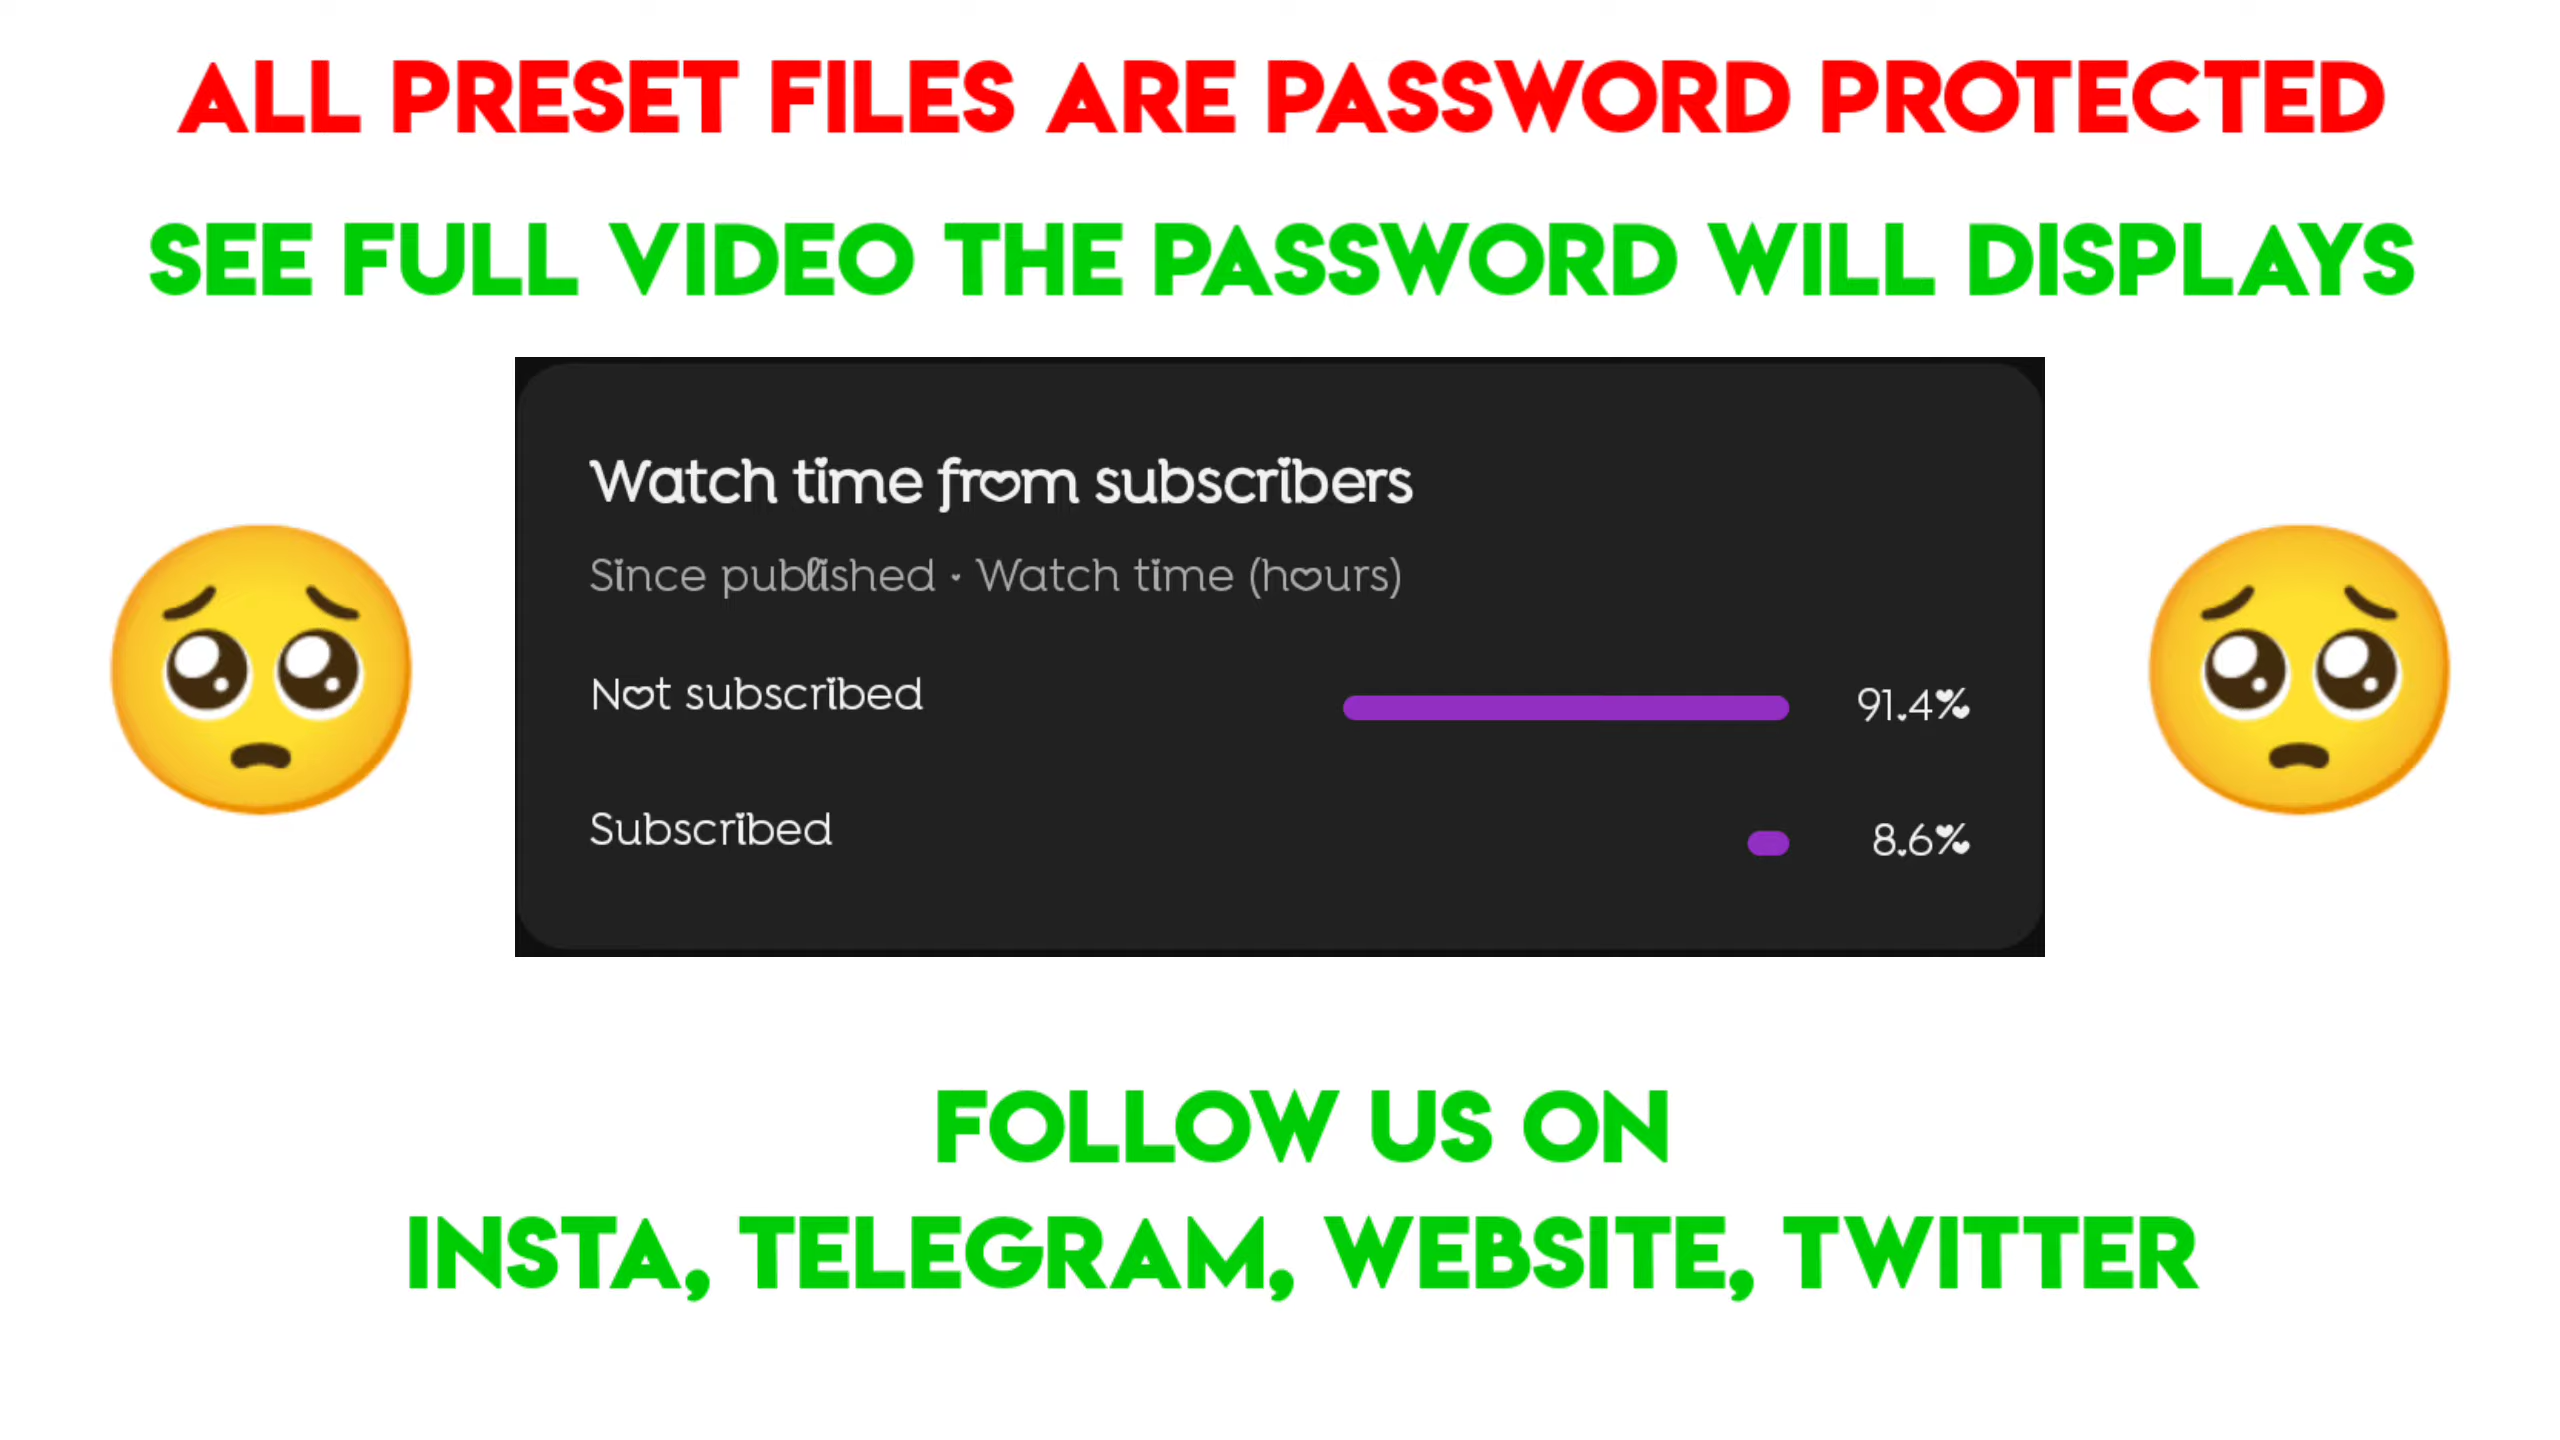 ALL PRESET FILES ARE PASSWORD PROTECTED
SEE FULL VIDEO THE PASSWORD WILL DISPLAYS
Watch time from subscribers
Since published · Watch time (hours)
Not subscribed 91.4%
Subscribed 8.6%
FOLLOW US ON
INSTA, TELEGRAM, WEBSITE, TWITTER